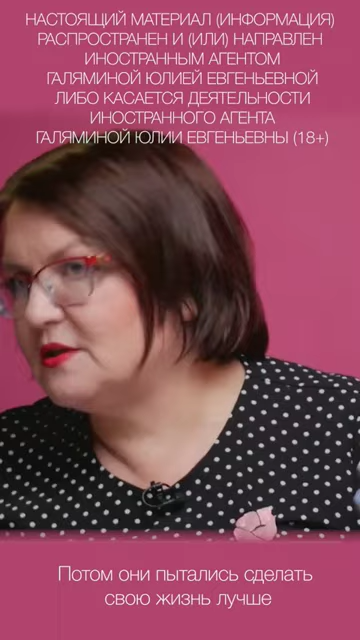 НАСТОЯЩИЙ МАТЕРИАЛ (ИНФОРМАЦИЯ)
РАСПРОСТРАНЕН И (ИЛИ) НАПРАВЛЕН
ИНОСТРАННЫМ АГЕНТОМ
ГАЛЯМИНОЙ ЮЛИЕЙ ЕВГЕНЬЕВНОЙ
ЛИБО КАСАЕТСЯ ДЕЯТЕЛЬНОСТИ
ИНОСТРАННОГО АГЕНТА
ГАЛЯМИНОЙ ЮЛИИ ЕВГЕНЬЕВНЫ (18+)
Потом они пытались сделать
свою жизнь лучше